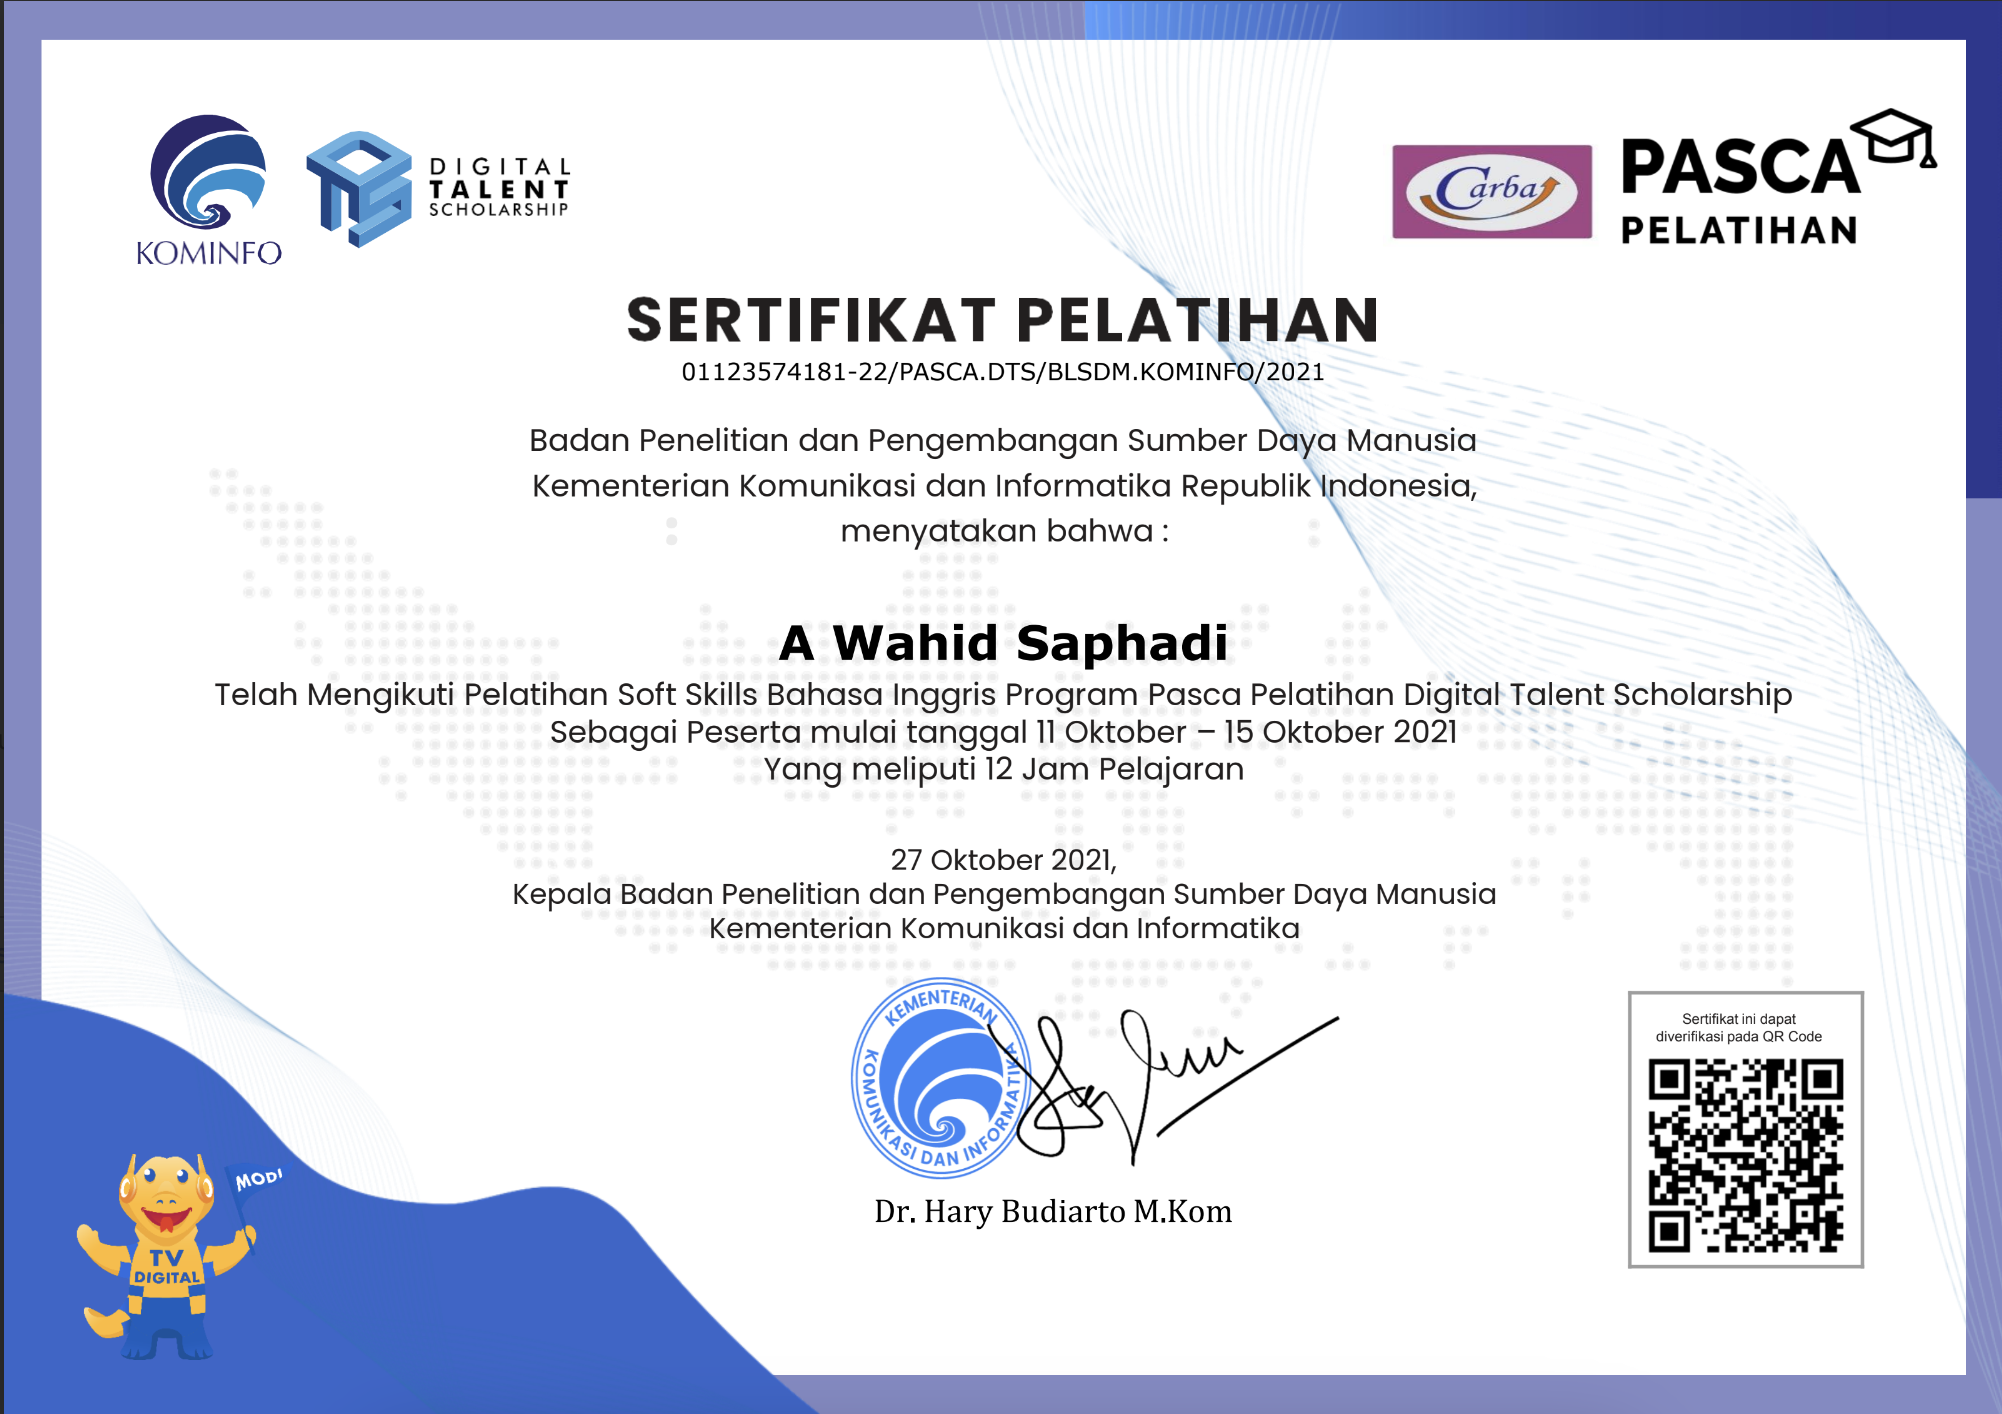 KOMINFO
DIGITAL
TALENT
SCHOLARSHIP
Carba
PASCA
PELATIHAN
SERTIFIKAT PELATIHAN
01123574181-22/PASCA.DTS/BLSDM.KOMINFO/2021
Badan Penelitian dan Pengembangan Sumber Daya Manusia
Kementerian Komunikasi dan Informatika Republik Indonesia,
menyatakan bahwa :
A Wahid Saphadi
Telah Mengikuti Pelatihan Soft Skills Bahasa Inggris Program Pasca Pelatihan Digital Talent Scholarship
Sebagai Peserta mulai tanggal 11 Oktober – 15 Oktober 2021
Yang meliputi 12 Jam Pelajaran
27 Oktober 2021,
Kepala Badan Penelitian dan Pengembangan Sumber Daya Manusia
Kementerian Komunikasi dan Informatika
KEMENTERIAN
KOMUNIKASI DAN INFORMATIKA
Dr. Hary Budiarto M.Kom
Sertifikat ini dapat
diverifikasi pada QR Code
MODI
TV
DIGITAL